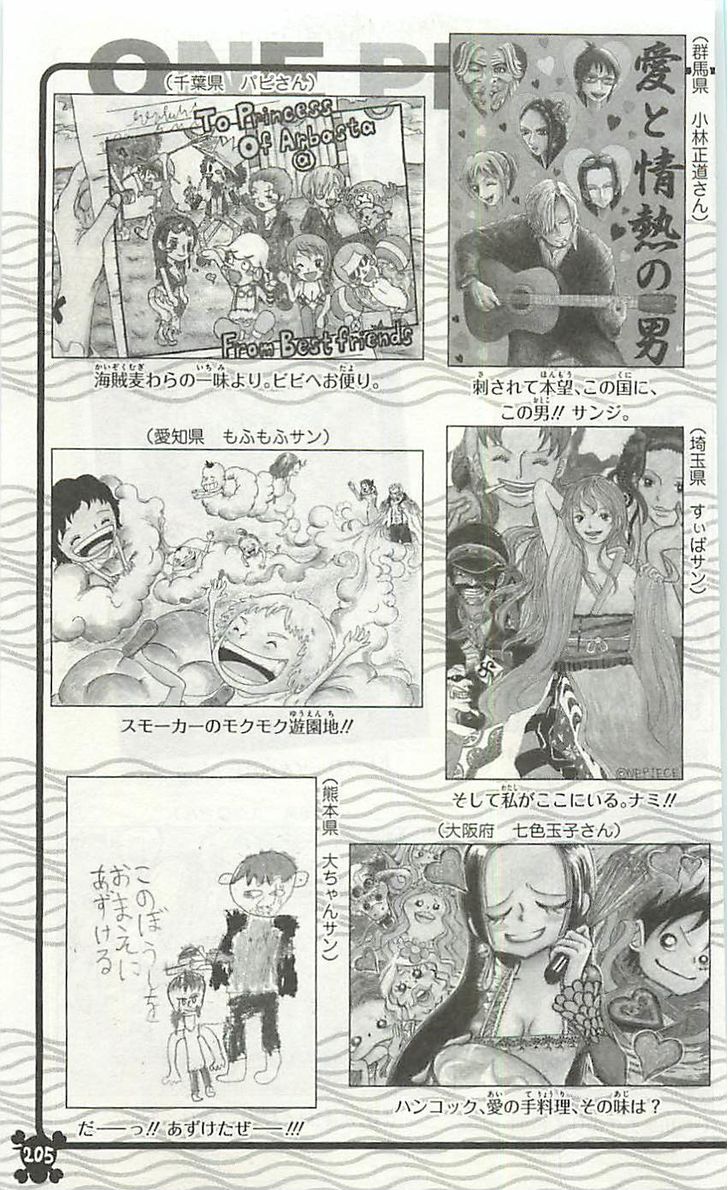 ONE PI
(千葉県　パピさん)
To Princess
Of Arbasta
@
From Best friends
海賊麦わらの一味より。ビビへお便り。
(群馬県　小林正道さん)
愛と情熱の男
刺されて本望、この国に、
この男!! サンジ。
(愛知県　もふもふサン)
スモーカーのモクモク遊園地!!
(埼玉県　すぃばサン)
©ONEPIECE
そして私がここにいる。ナミ!!
(熊本県　大ちゃんサン)
このぼうしを
おまえに
あずける
だーっ!! あずけたぜー!!!
(大阪府　七色玉子さん)
ハンコック、愛の手料理、その味は?
205